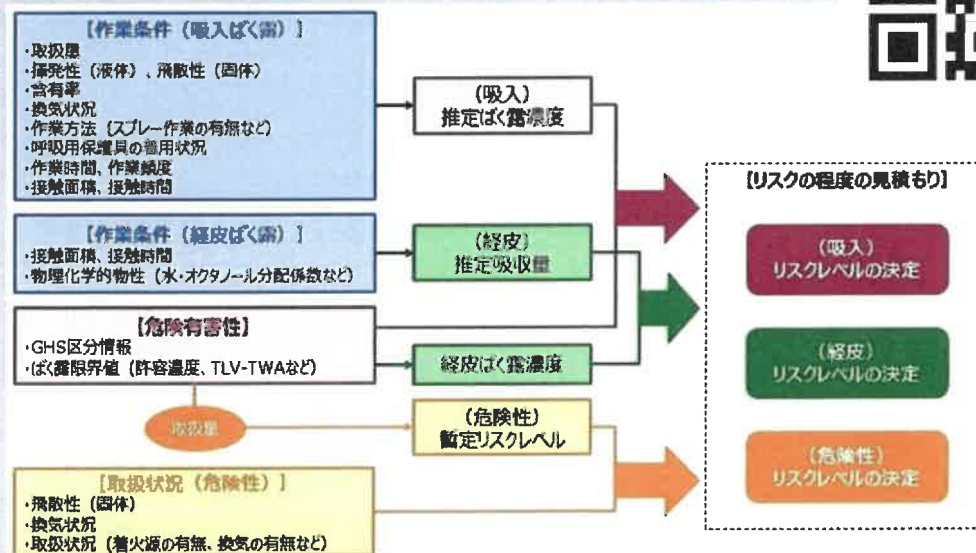 【作業条件（吸入ばく露）】
・取扱量
・揮発性（液体）、飛散性（固体）
・含有率
・換気状況
・作業方法（スプレー作業の有無など）
・呼吸用保護具の着用状況
・作業時間、作業頻度
・接触面積、接触時間
（吸入）
推定ばく露濃度
【作業条件（経皮ばく露）】
・接触面積、接触時間
・物理化学的物性（水・オクタノール分配係数など）
（経皮）
推定吸収量
【危険有害性】
・GHS区分情報
・ばく露限界値（許容濃度、TLV-TWAなど）
経皮ばく露濃度
取扱量
（危険性）
暫定リスクレベル
【取扱状況（危険性）】
・飛散性（固体）
・換気状況
・取扱状況（着火源の有無、換気の有無など）
【リスクの程度の見積もり】
（吸入）
リスクレベルの決定
（経皮）
リスクレベルの決定
（危険性）
リスクレベルの決定